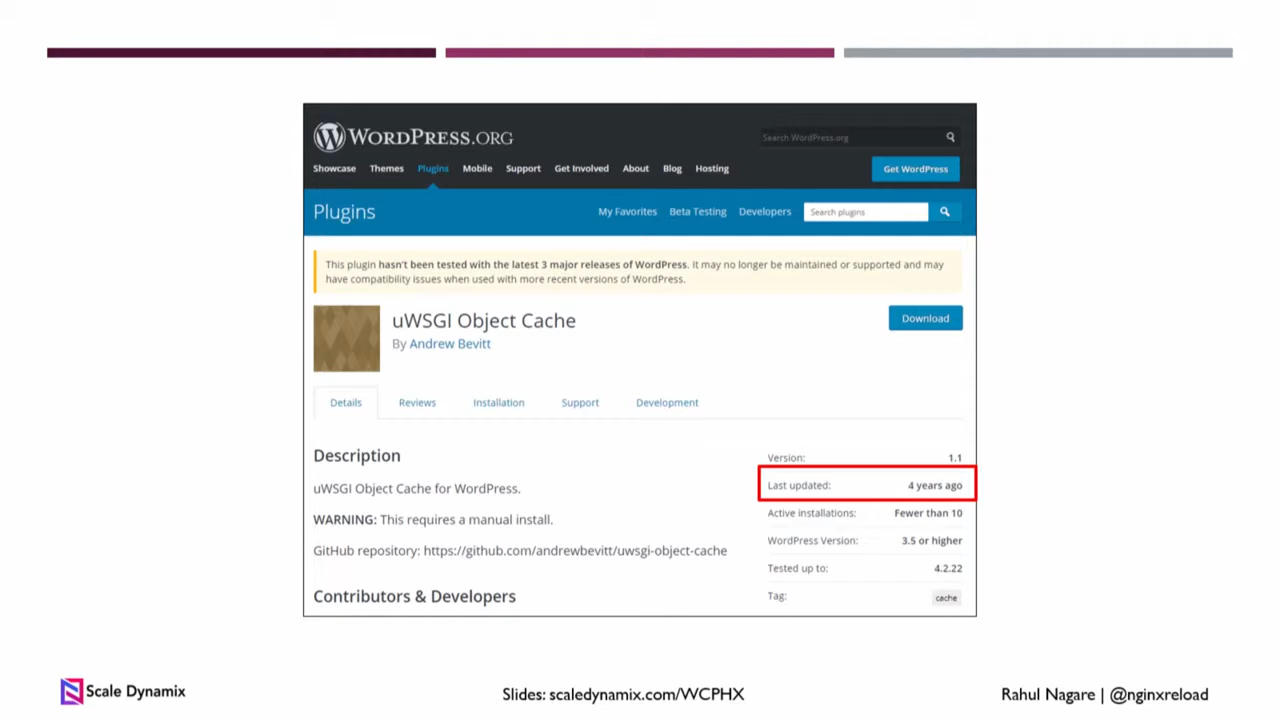 WORDPRESS.ORG
Search WordPress.org
Showcase Themes Plugins Mobile Support Get Involved About Blog Hosting Get WordPress
Plugins My Favorites Beta Testing Developers Search plugins
This plugin hasn't been tested with the latest 3 major releases of WordPress. It may no longer be maintained or supported and may
have compatibility issues when used with more recent versions of WordPress.
uWSGI Object Cache
Download
By Andrew Bevitt
Details Reviews Installation Support Development
Description
uWSGI Object Cache for WordPress.
WARNING: This requires a manual install.
GitHub repository: https://github.com/andrewbevitt/uwsgi-object-cache
Contributors & Developers
Version: 1.1
Last updated: 4 years ago
Active installations: Fewer than 10
WordPress Version: 3.5 or higher
Tested up to: 4.2.22
Tag: cache
Scale Dynamix
Slides: scaledynamix.com/WCPHX
Rahul Nagare | @nginxreload